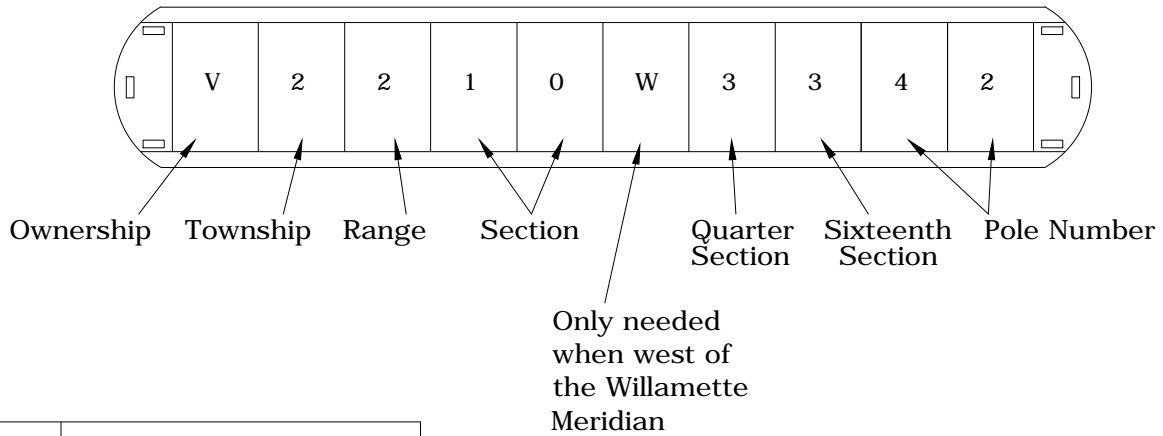 V 2 2 1 0 W 3 3 4 2
Ownership Township Range Section Quarter Section Sixteenth Section Pole Number
Only needed
when west of
the Willamette
Meridian